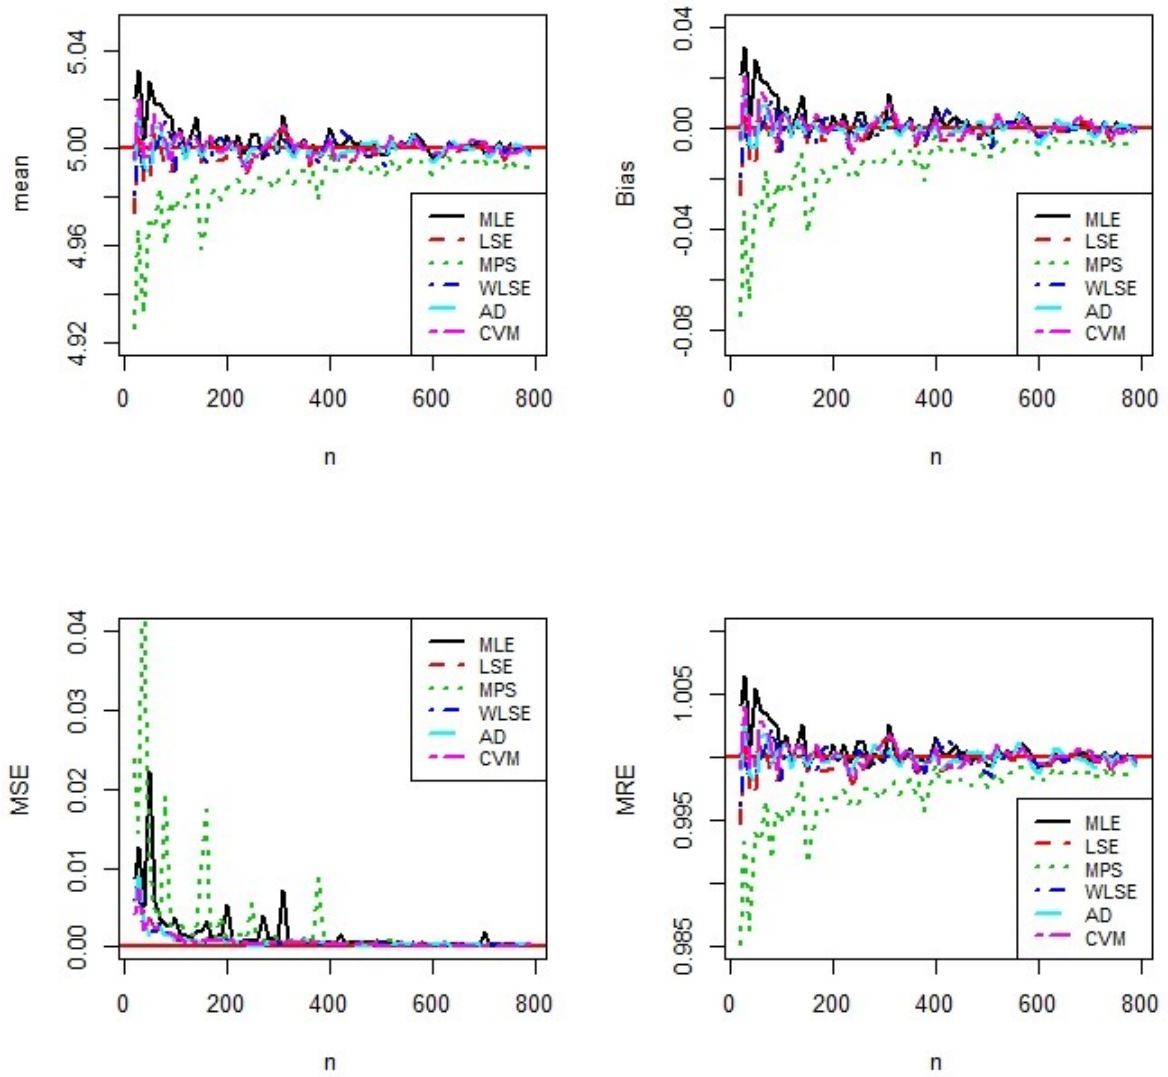 mean
5.04
5.00
4.96
4.92
MLE
LSE
MPS
WLSE
AD
CVM
0 200 400 600 800
n
Bias
0.04
0.00
-0.04
-0.08
MLE
LSE
MPS
WLSE
AD
CVM
0 200 400 600 800
n
MSE
0.04
0.03
0.02
0.01
0.00
MLE
LSE
MPS
WLSE
AD
CVM
0 200 400 600 800
n
MRE
1.005
0.995
0.985
MLE
LSE
MPS
WLSE
AD
CVM
0 200 400 600 800
n